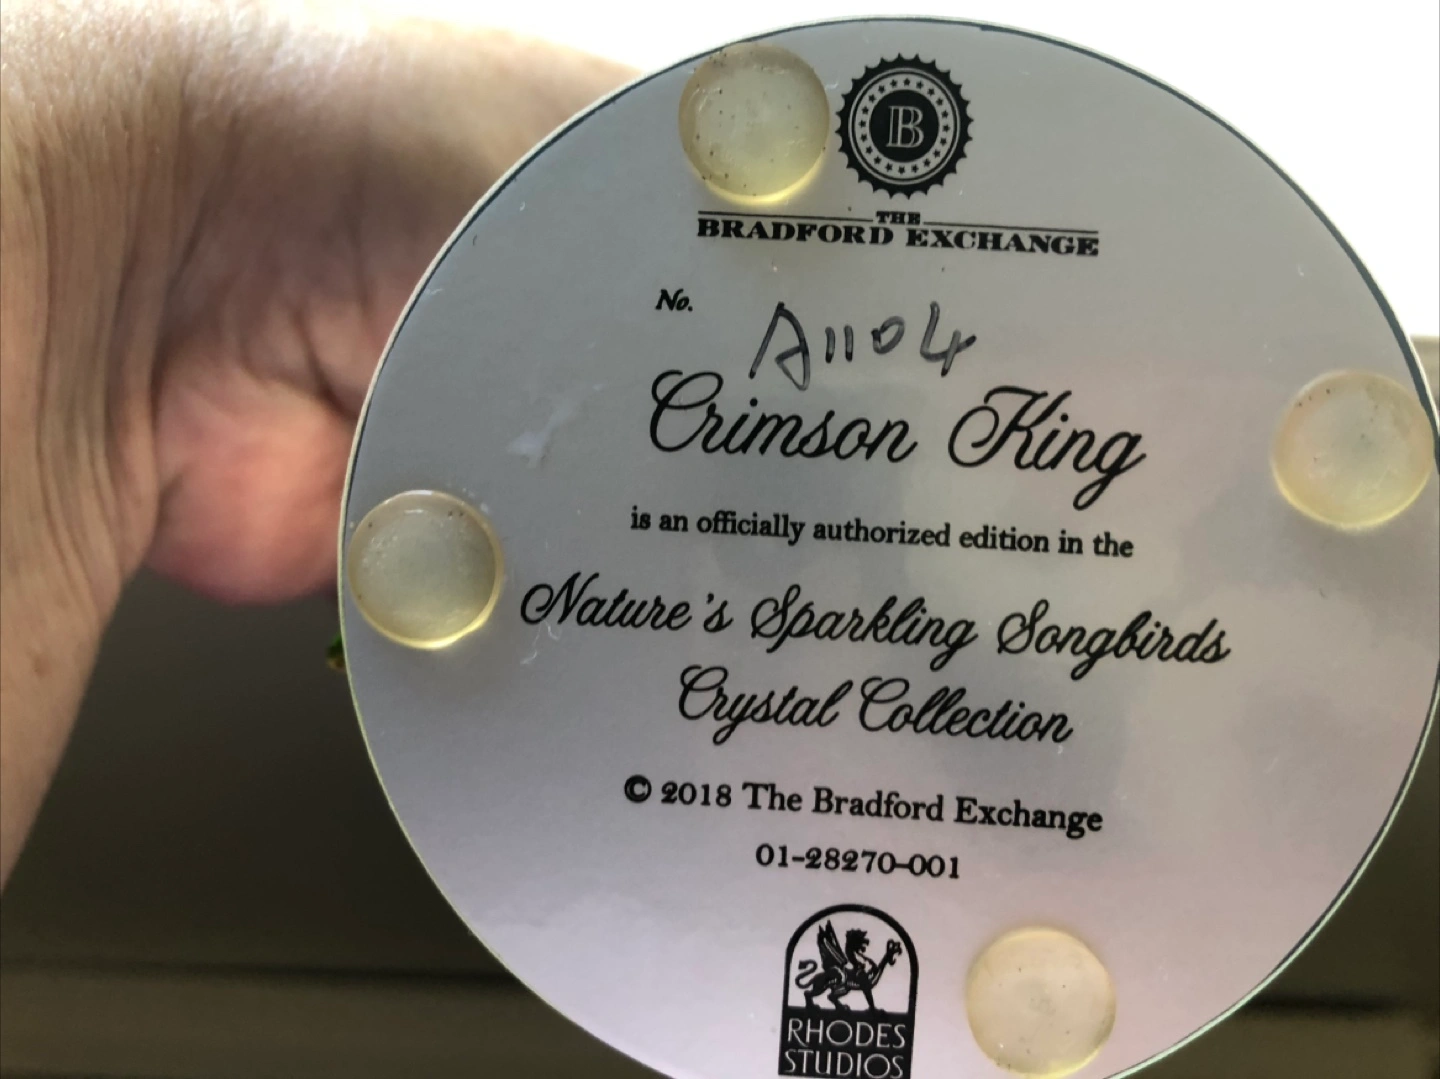 B
THE
BRADFORD EXCHANGE
No. A1104
Crimson King
is an officially authorized edition in the
Nature's Sparkling Songbirds
Crystal Collection
© 2018 The Bradford Exchange
01-28270-001
RHODES
STUDIOS